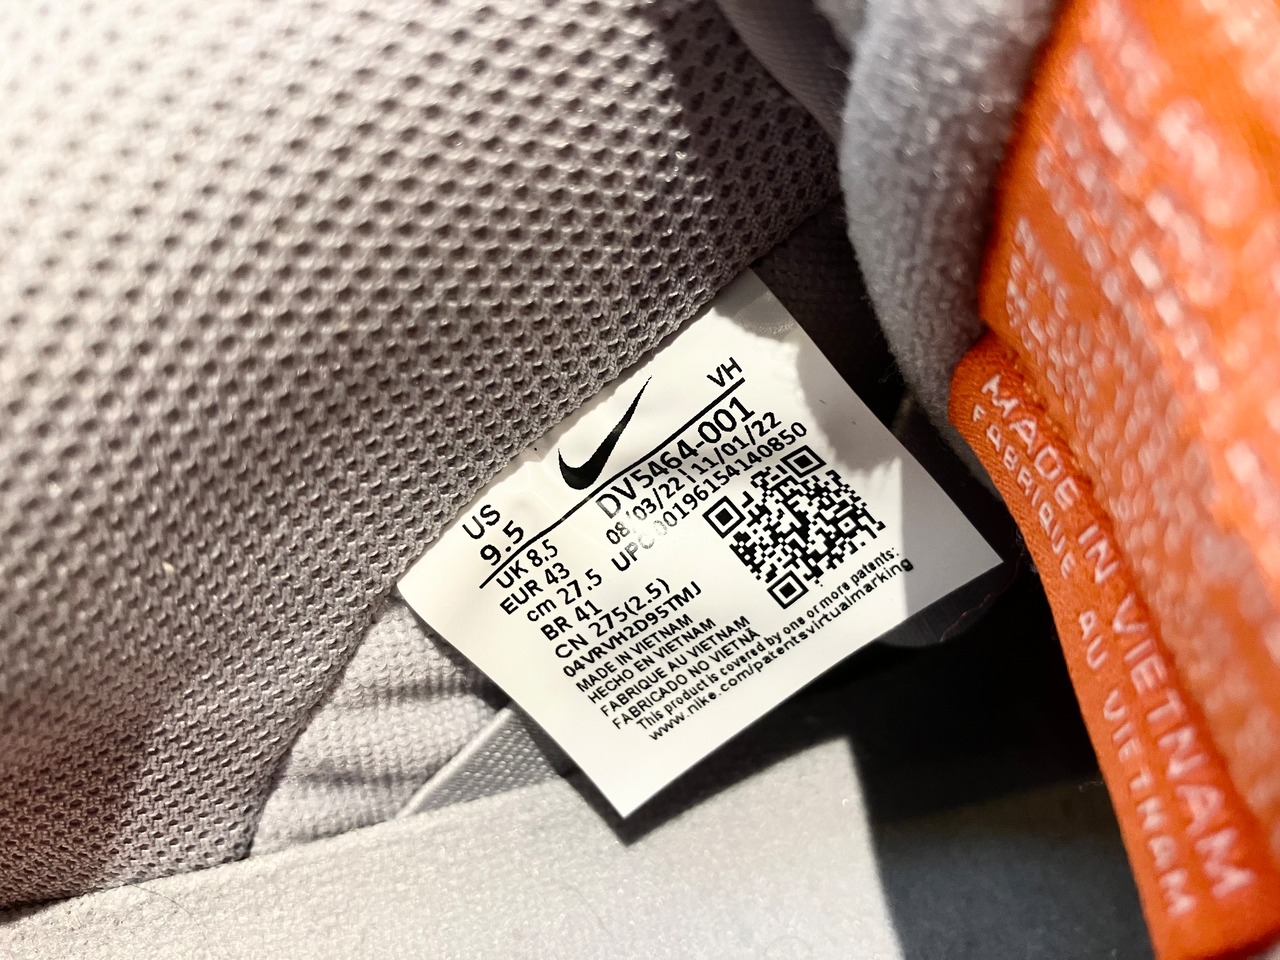 VH
US
9.5
UK 8.5
EUR 43
cm 27.5
BR 41
CN 275(2.5)
DV5464-001
08/03/22|11/01/22
UPC:00196154140850
04VRVH2D95TMJ
MADE IN VIETNAM
HECHO EN VIETNAM
FABRIQUE AU VIETNAM
FABRICADO NO VIETNÃ
This product is covered by one or more patents:
www.nike.com/patentsvirtualmarking
MADE IN VIETNAM
FABRIQUE AU VIETNAM